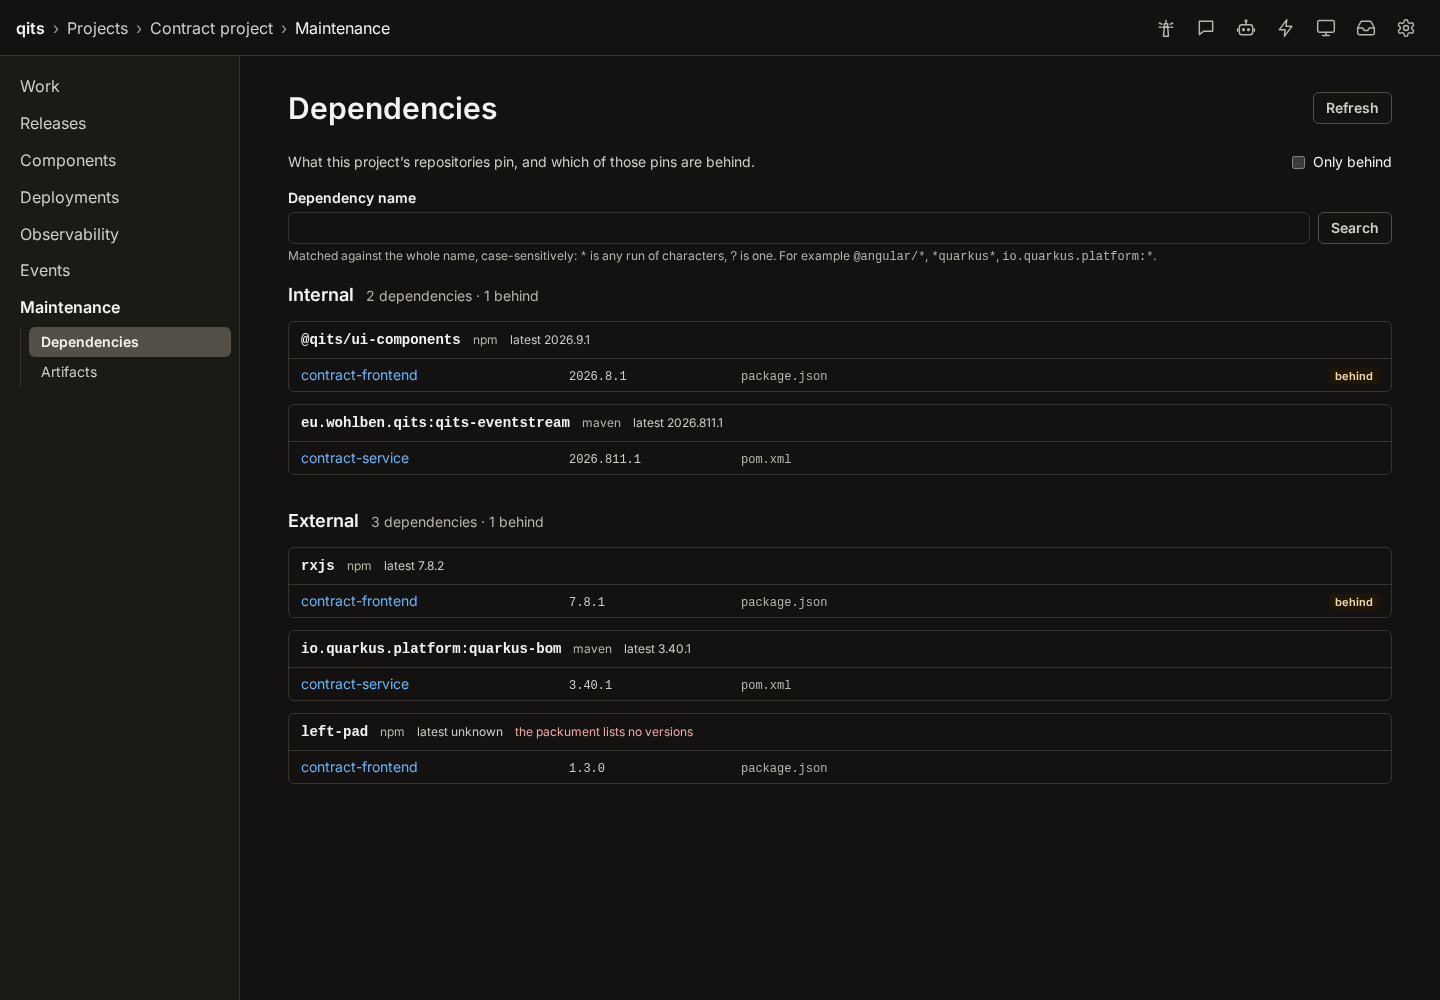 qits › Projects › Contract project › Maintenance
Work
Releases
Components
Deployments
Observability
Events
Maintenance
Dependencies
Artifacts
Dependencies
Refresh
What this project’s repositories pin, and which of those pins are behind.
Only behind
Dependency name
Search
Matched against the whole name, case-sensitively: * is any run of characters, ? is one. For example @angular/*, *quarkus*, io.quarkus.platform:*.
Internal 2 dependencies · 1 behind
@qits/ui-components npm latest 2026.9.1
contract-frontend 2026.8.1 package.json behind
eu.wohlben.qits:qits-eventstream maven latest 2026.811.1
contract-service 2026.811.1 pom.xml
External 3 dependencies · 1 behind
rxjs npm latest 7.8.2
contract-frontend 7.8.1 package.json behind
io.quarkus.platform:quarkus-bom maven latest 3.40.1
contract-service 3.40.1 pom.xml
left-pad npm latest unknown the packument lists no versions
contract-frontend 1.3.0 package.json